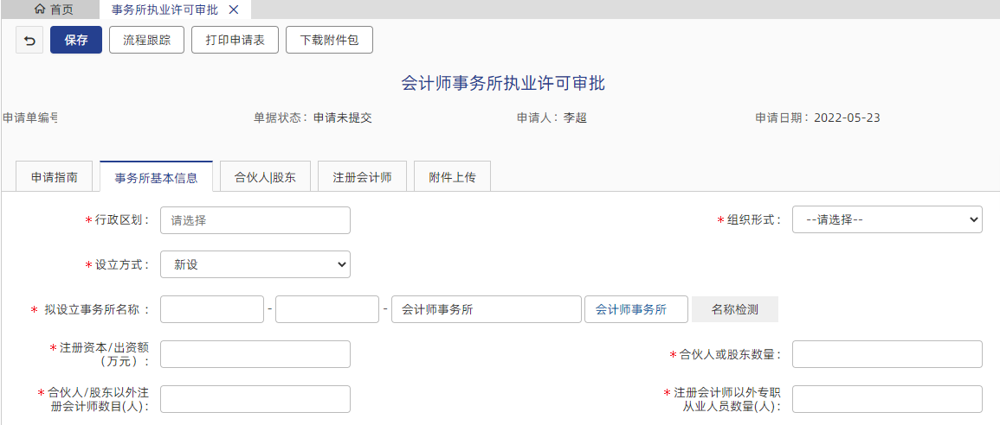 首页 事务所执业许可审批
保存 流程跟踪 打印申请表 下载附件包
会计师事务所执业许可审批
申请单编号 单据状态：申请未提交 申请人：李超 申请日期：2022-05-23
申请指南 事务所基本信息 合伙人|股东 注册会计师 附件上传
*行政区划： 请选择 *组织形式： --请选择--
*设立方式： 新设
* 拟设立事务所名称 ： - - 会计师事务所 会计师事务所 名称检测
*注册资本/出资额
（万元）： *合伙人或股东数量：
*合伙人/股东以外注 *注册会计师以外专职
册会计师数目(人)： 从业人员数量(人)：